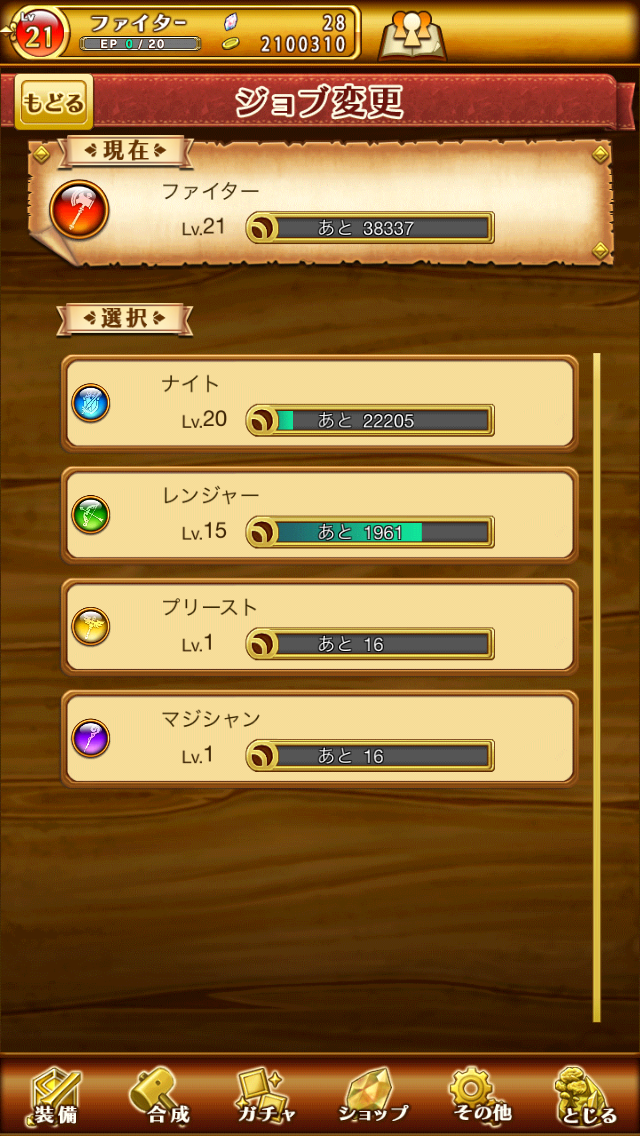 Lv
21
ファイター
28
EP 0/20
2100310
もどる
ジョブ変更
現在
ファイター
Lv.21
あと 38337
選択
ナイト
Lv.20
あと 22205
レンジャー
Lv.15
あと 1961
プリースト
Lv.1
あと 16
マジシャン
Lv.1
あと 16
装備 合成 ガチャ ショップ その他 とじる